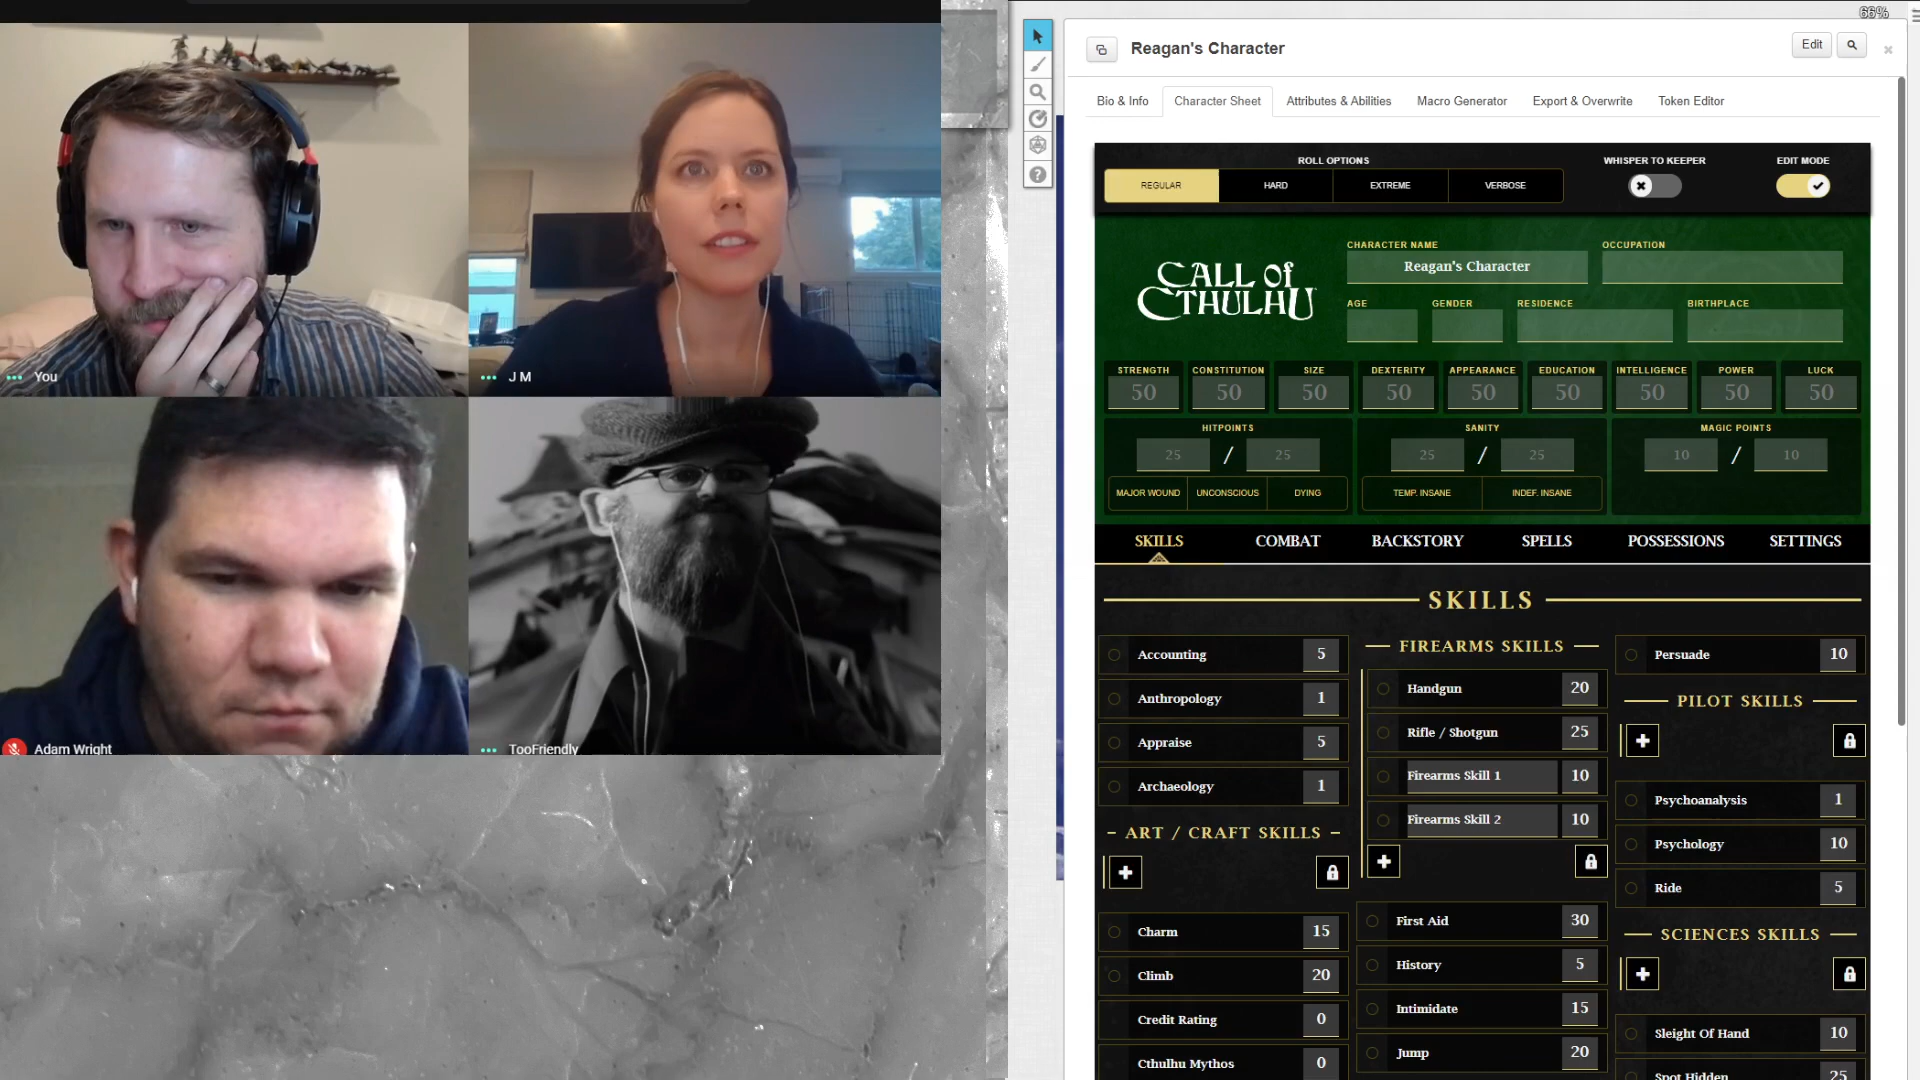 You
J M
Adam Wright
TooFriendly
66%
Reagan's Character
Edit
Bio & Info
Character Sheet
Attributes & Abilities
Macro Generator
Export & Overwrite
Token Editor
ROLL OPTIONS
REGULAR
HARD
EXTREME
VERBOSE
WHISPER TO KEEPER
EDIT MODE
CALL of
CTHULHU
CHARACTER NAME
Reagan's Character
OCCUPATION
AGE
GENDER
RESIDENCE
BIRTHPLACE
STRENGTH CONSTITUTION SIZE DEXTERITY APPEARANCE EDUCATION INTELLIGENCE POWER LUCK
50 50 50 50 50 50 50 50 50
HITPOINTS
25 / 25
MAJOR WOUND UNCONSCIOUS DYING
SANITY
25 / 25
TEMP. INSANE INDEF. INSANE
MAGIC POINTS
10 / 10
SKILLS COMBAT BACKSTORY SPELLS POSSESSIONS SETTINGS
SKILLS
Accounting 5
Anthropology 1
Appraise 5
Archaeology 1
ART / CRAFT SKILLS
Charm 15
Climb 20
Credit Rating 0
Cthulhu Mythos 0
FIREARMS SKILLS
Handgun 20
Rifle / Shotgun 25
Firearms Skill 1 10
Firearms Skill 2 10
First Aid 30
History 5
Intimidate 15
Jump 20
Persuade 10
PILOT SKILLS
Psychoanalysis 1
Psychology 10
Ride 5
SCIENCES SKILLS
Sleight Of Hand 10
Spot Hidden 25